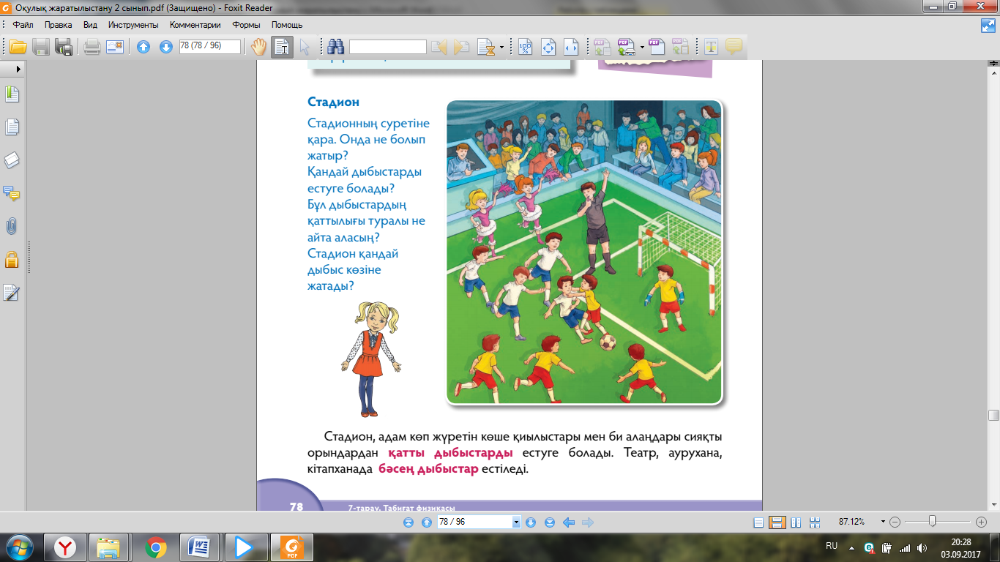 Оқулық жаратылыстану 2 сынып.pdf (Защищено) - Foxit Reader
Файл Правка Вид Инструменты Комментарии Формы Помощь
78 (78 / 96)
Стадион
Стадионның суретіне
қара. Онда не болып
жатыр?
Қандай дыбыстарды
естуге болады?
Бұл дыбыстардың
қаттылығы туралы не
айта аласың?
Стадион қандай
дыбыс көзіне
жатады?
Стадион, адам көп жүретін көше қиылыстары мен би алаңдары сияқты
орындардан қатты дыбыстарды естуге болады. Театр, аурухана,
кітапханада бәсең дыбыстар естіледі.
78 7-тарау. Табиғат физикасы
78 / 96 87.12%
RU 20:28
03.09.2017